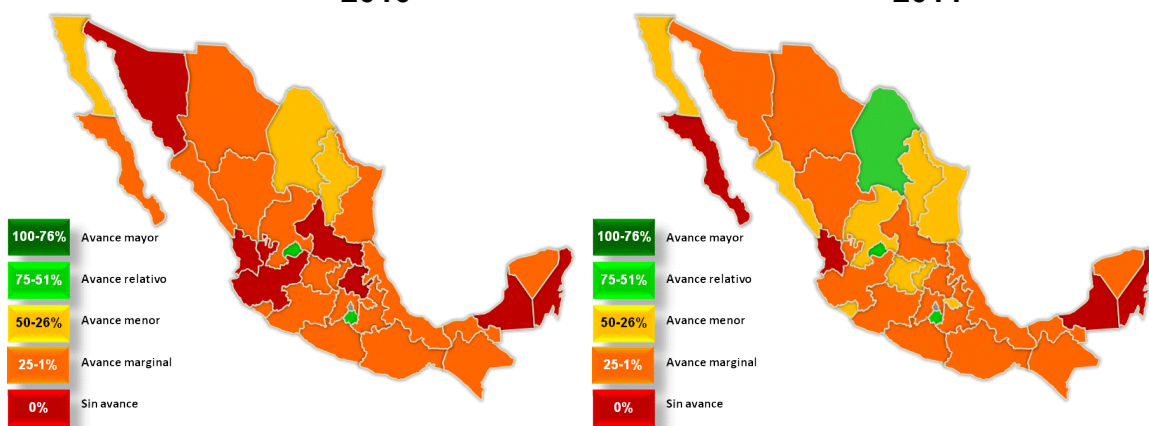 100-76% Avance mayor
75-51% Avance relativo
50-26% Avance menor
25-1% Avance marginal
0% Sin avance
100-76% Avance mayor
75-51% Avance relativo
50-26% Avance menor
25-1% Avance marginal
0% Sin avance